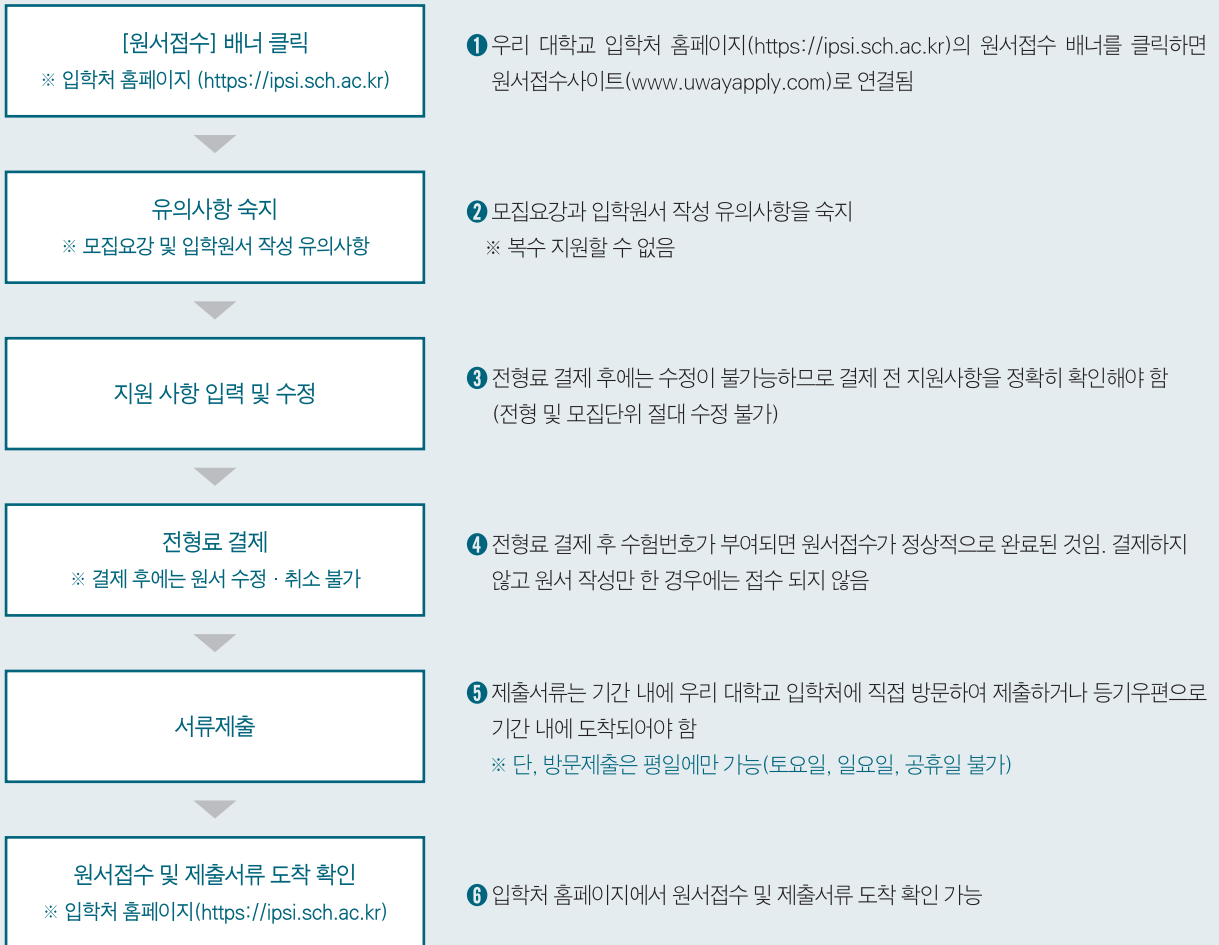 [원서접수] 배너 클릭
※ 입학처 홈페이지 (https://ipsi.sch.ac.kr)
❶ 우리 대학교 입학처 홈페이지(https://ipsi.sch.ac.kr)의 원서접수 배너를 클릭하면
원서접수사이트(www.uwayapply.com)로 연결됨
유의사항 숙지
※ 모집요강 및 입학원서 작성 유의사항
❷ 모집요강과 입학원서 작성 유의사항을 숙지
※ 복수 지원할 수 없음
지원 사항 입력 및 수정
❸ 전형료 결제 후에는 수정이 불가능하므로 결제 전 지원사항을 정확히 확인해야 함
(전형 및 모집단위 절대 수정 불가)
전형료 결제
※ 결제 후에는 원서 수정 · 취소 불가
❹ 전형료 결제 후 수험번호가 부여되면 원서접수가 정상적으로 완료된 것임. 결제하지
않고 원서 작성만 한 경우에는 접수 되지 않음
서류제출
❺ 제출서류는 기간 내에 우리 대학교 입학처에 직접 방문하여 제출하거나 등기우편으로
기간 내에 도착되어야 함
※ 단, 방문제출은 평일에만 가능(토요일, 일요일, 공휴일 불가)
원서접수 및 제출서류 도착 확인
※ 입학처 홈페이지(https://ipsi.sch.ac.kr)
❻ 입학처 홈페이지에서 원서접수 및 제출서류 도착 확인 가능